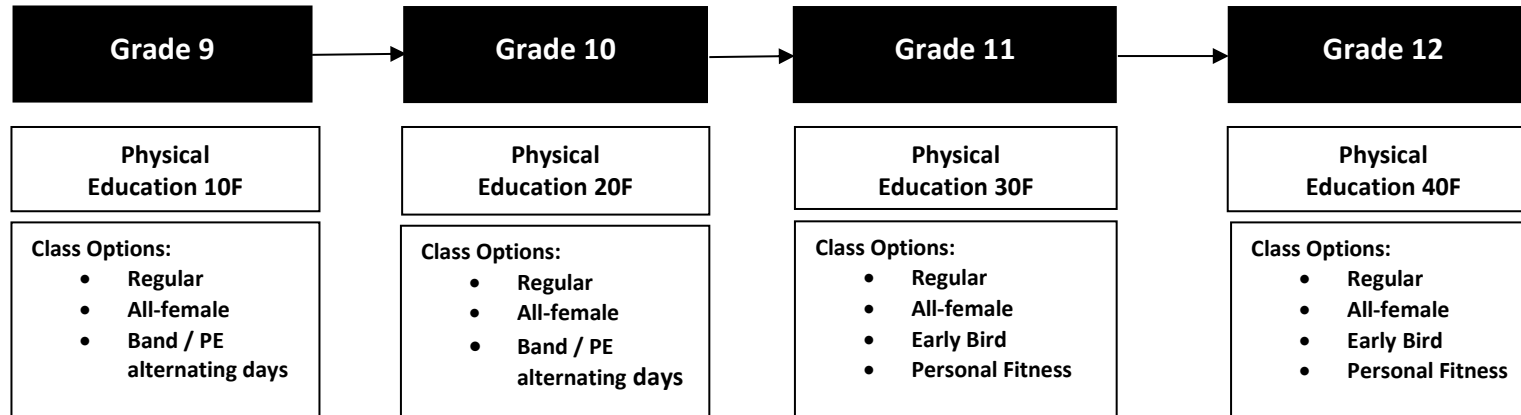 Grade 9
Grade 10
Grade 11
Grade 12
Physical
Education 10F
Physical
Education 20F
Physical
Education 30F
Physical
Education 40F
Class Options:
• Regular
• All-female
• Band / PE
alternating days
Class Options:
• Regular
• All-female
• Band / PE
alternating days
Class Options:
• Regular
• All-female
• Early Bird
• Personal Fitness
Class Options:
• Regular
• All-female
• Early Bird
• Personal Fitness